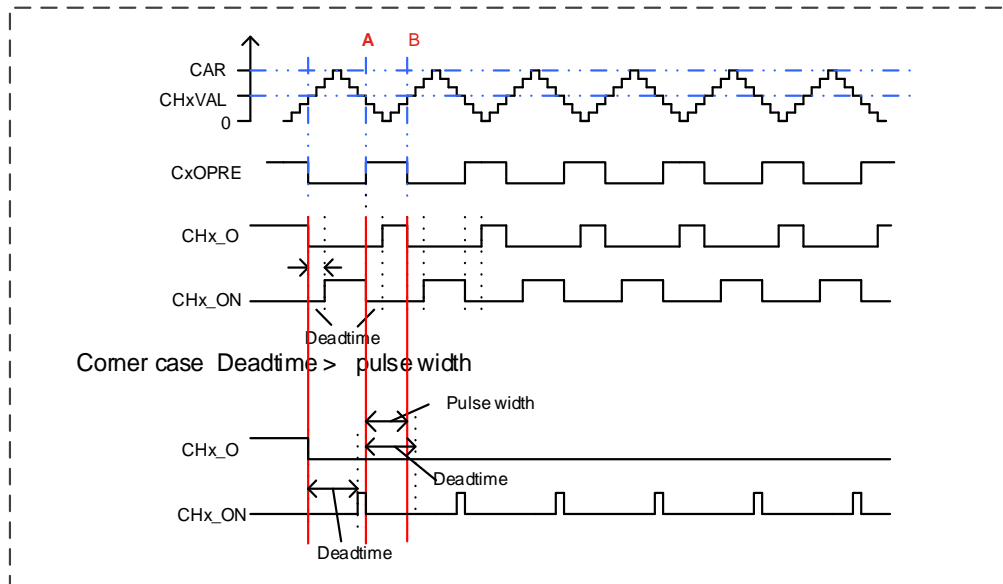 A B
CAR
CHxVAL
0
CxOPRE
CHx_O
CHx_ON
Deadtime
Corner case Deadtime > pulse width
Pulse width
CHx_O
Deadtime
CHx_ON
Deadtime